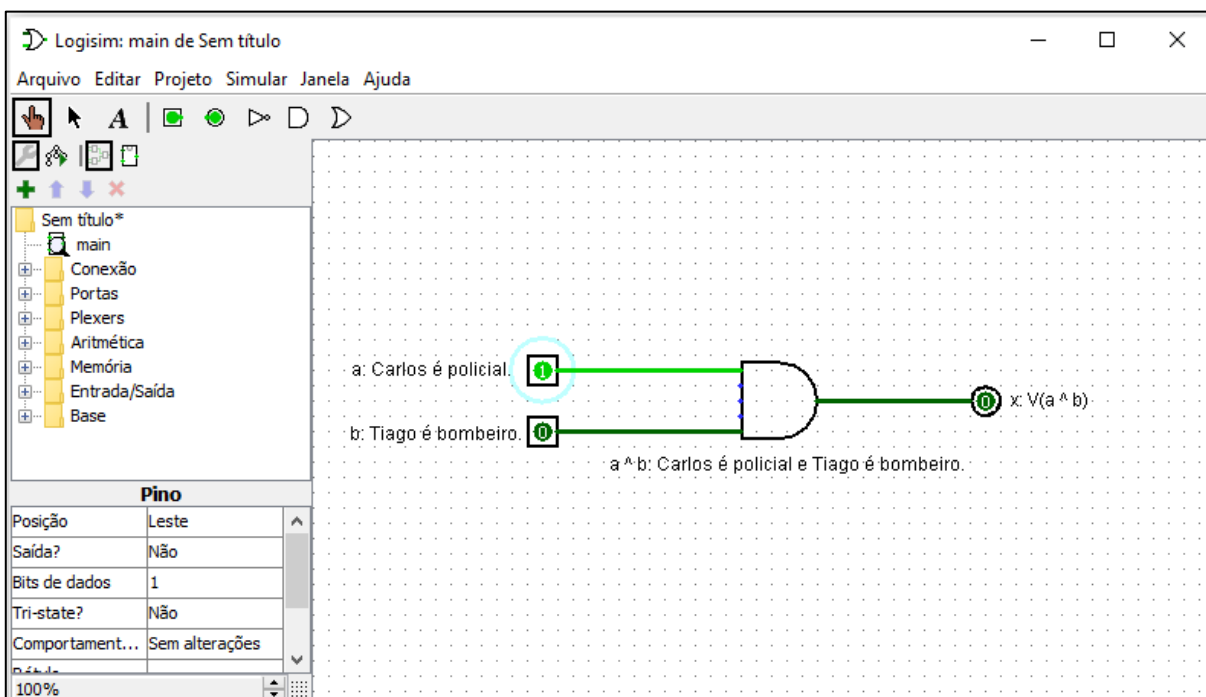 Logisim: main de Sem título
Arquivo Editar Projeto Simular Janela Ajuda
A
Sem título*
main
Conexão
Portas
Plexers
Aritmética
Memória
Entrada/Saída
Base
Pino
Posição Leste
Saída? Não
Bits de dados 1
Tri-state? Não
Comportament... Sem alterações
100%
a: Carlos é policial. 1
b: Tiago é bombeiro. 0
0 x: V(a ^ b)
a ^ b: Carlos é policial e Tiago é bombeiro.